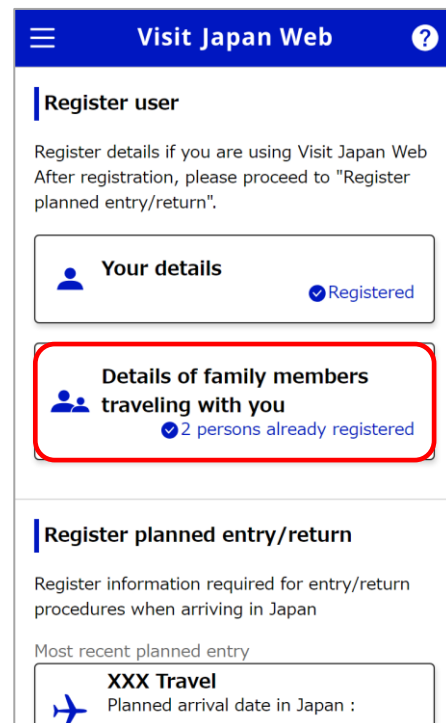 Visit Japan Web
?
Register user
Register details if you are using Visit Japan Web
After registration, please proceed to "Register
planned entry/return".
Your details
Registered
Details of family members
traveling with you
2 persons already registered
Register planned entry/return
Register information required for entry/return
procedures when arriving in Japan
Most recent planned entry
XXX Travel
Planned arrival date in Japan :